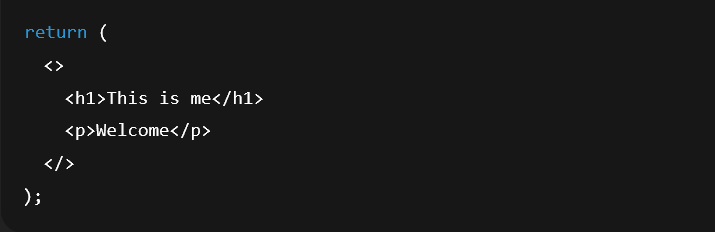 return (
  <>
    <h1>This is me</h1>
    <p>Welcome</p>
  </>
);